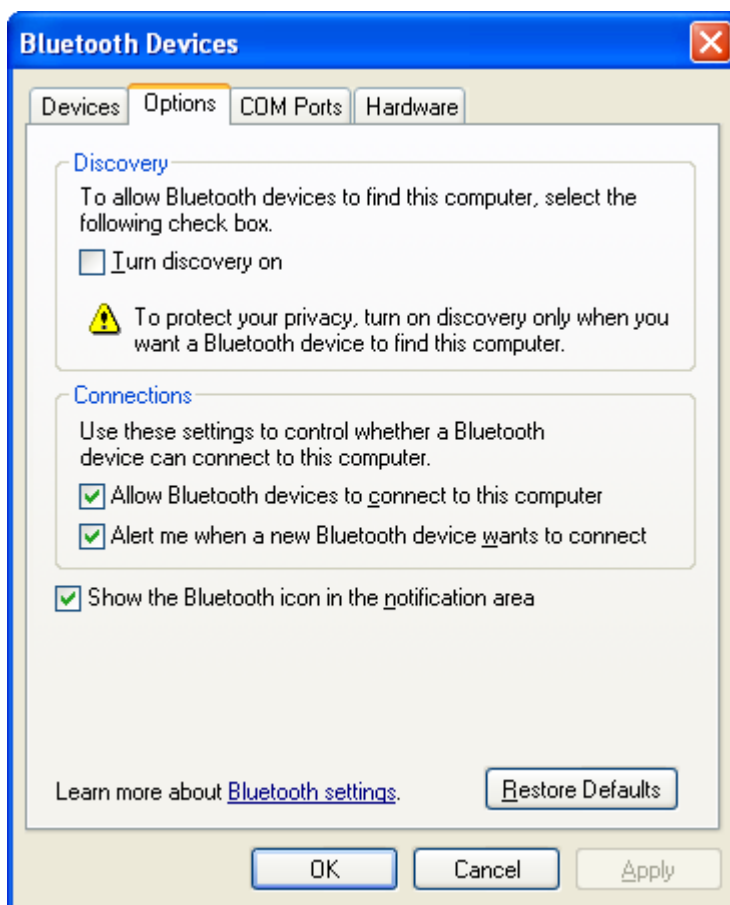 Bluetooth Devices
Devices Options COM Ports Hardware
Discovery
To allow Bluetooth devices to find this computer, select the
following check box.
Turn discovery on
To protect your privacy, turn on discovery only when you
want a Bluetooth device to find this computer.
Connections
Use these settings to control whether a Bluetooth
device can connect to this computer.
Allow Bluetooth devices to connect to this computer
Alert me when a new Bluetooth device wants to connect
Show the Bluetooth icon in the notification area
Learn more about Bluetooth settings. Restore Defaults
OK Cancel Apply